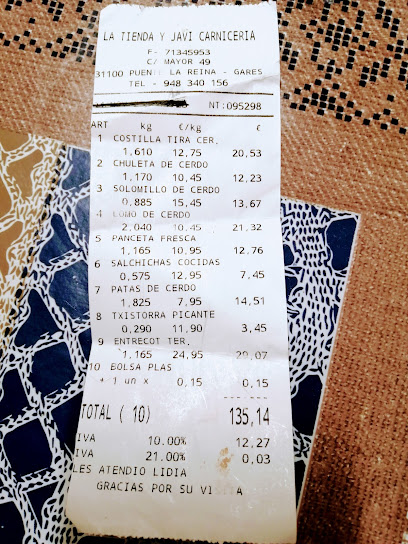 LA TIENDA Y JAVI CARNICERIA
F- 71345953
C/ MAYOR 49
31100 PUENTE LA REINA - GARES
TEL - 948 340 156
NT:095298
ART kg €/kg €
1 COSTILLA TIRA CER.
1,610 12,75 20,53
2 CHULETA DE CERDO
1,170 10,45 12,23
3 SOLOMILLO DE CERDO
0,885 15,45 13,67
4 LOMO DE CERDO
2,040 10,45 21,32
5 PANCETA FRESCA
1,165 10,95 12,76
6 SALCHICHAS COCIDAS
0,575 12,95 7,45
7 PATAS DE CERDO
1,825 7,95 14,51
8 TXISTORRA PICANTE
0,290 11,90 3,45
9 ENTRECOT TER.
1,165 24,95 29,07
10 BOLSA PLAS
+ 1 un x 0,15 0,15
TOTAL ( 10) 135,14
IVA 10.00% 12,27
IVA 21.00% 0,03
LES ATENDIO LIDIA
GRACIAS POR SU VISITA